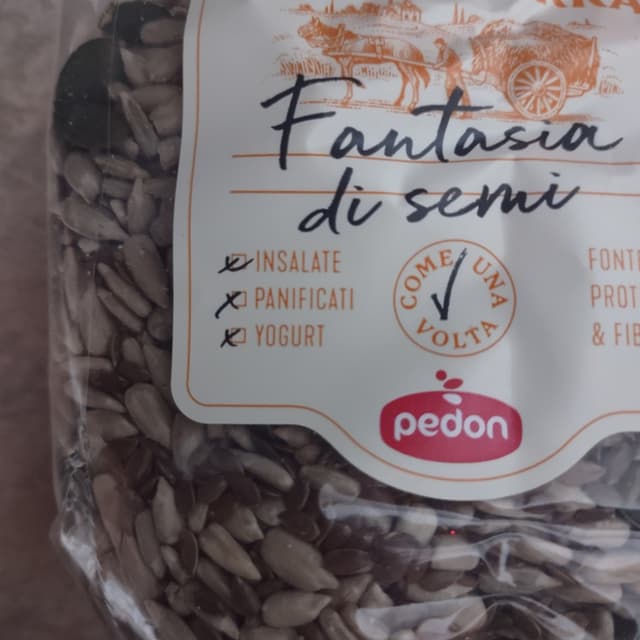 Fantasia
di semi
INSALATE
PANIFICATI
YOGURT
COME UNA VOLTA
& 
pedon